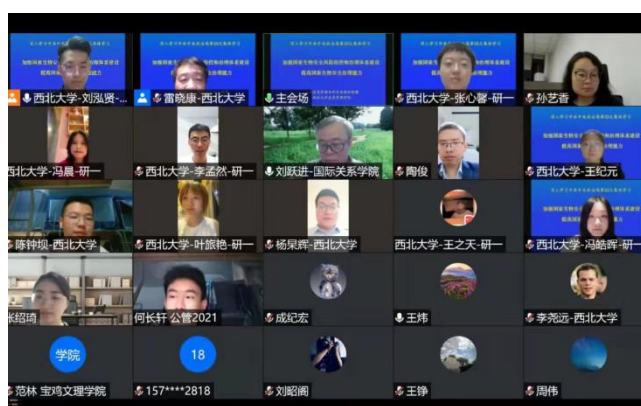 西北大学-刘泓贤-...
雷晓康-西北大学
主会场
西北大学-张心馨-研一
孙艺香
西北大学-冯晨-研一
西北大学-李孟然-研一
刘跃进-国际关系学院
陶俊
西北大学-王纪元
陈钟坝-西北大学
西北大学-叶旅艳-研一
杨杲辉-西北大学
西北大学-王之天-研一
西北大学-冯皓晖-研一
张绍琦
何长轩 公管2021
成纪宏
王炜
李尧远-西北大学
学院
18
范林 宝鸡文理学院
157****2818
刘昭阁
王铮
周伟